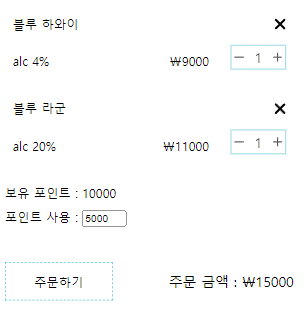 블루 하와이 ×
alc 4% ₩9000 − 1 +
블루 라군 ×
alc 20% ₩11000 − 1 +
보유 포인트 : 10000
포인트 사용 : 5000
주문하기 주문 금액 : ₩15000